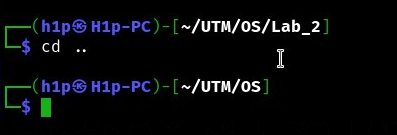 ┌──(h1p㉿H1p-PC)-[~/UTM/OS/Lab_2]
└─$ cd ..
┌──(h1p㉿H1p-PC)-[~/UTM/OS]
└─$